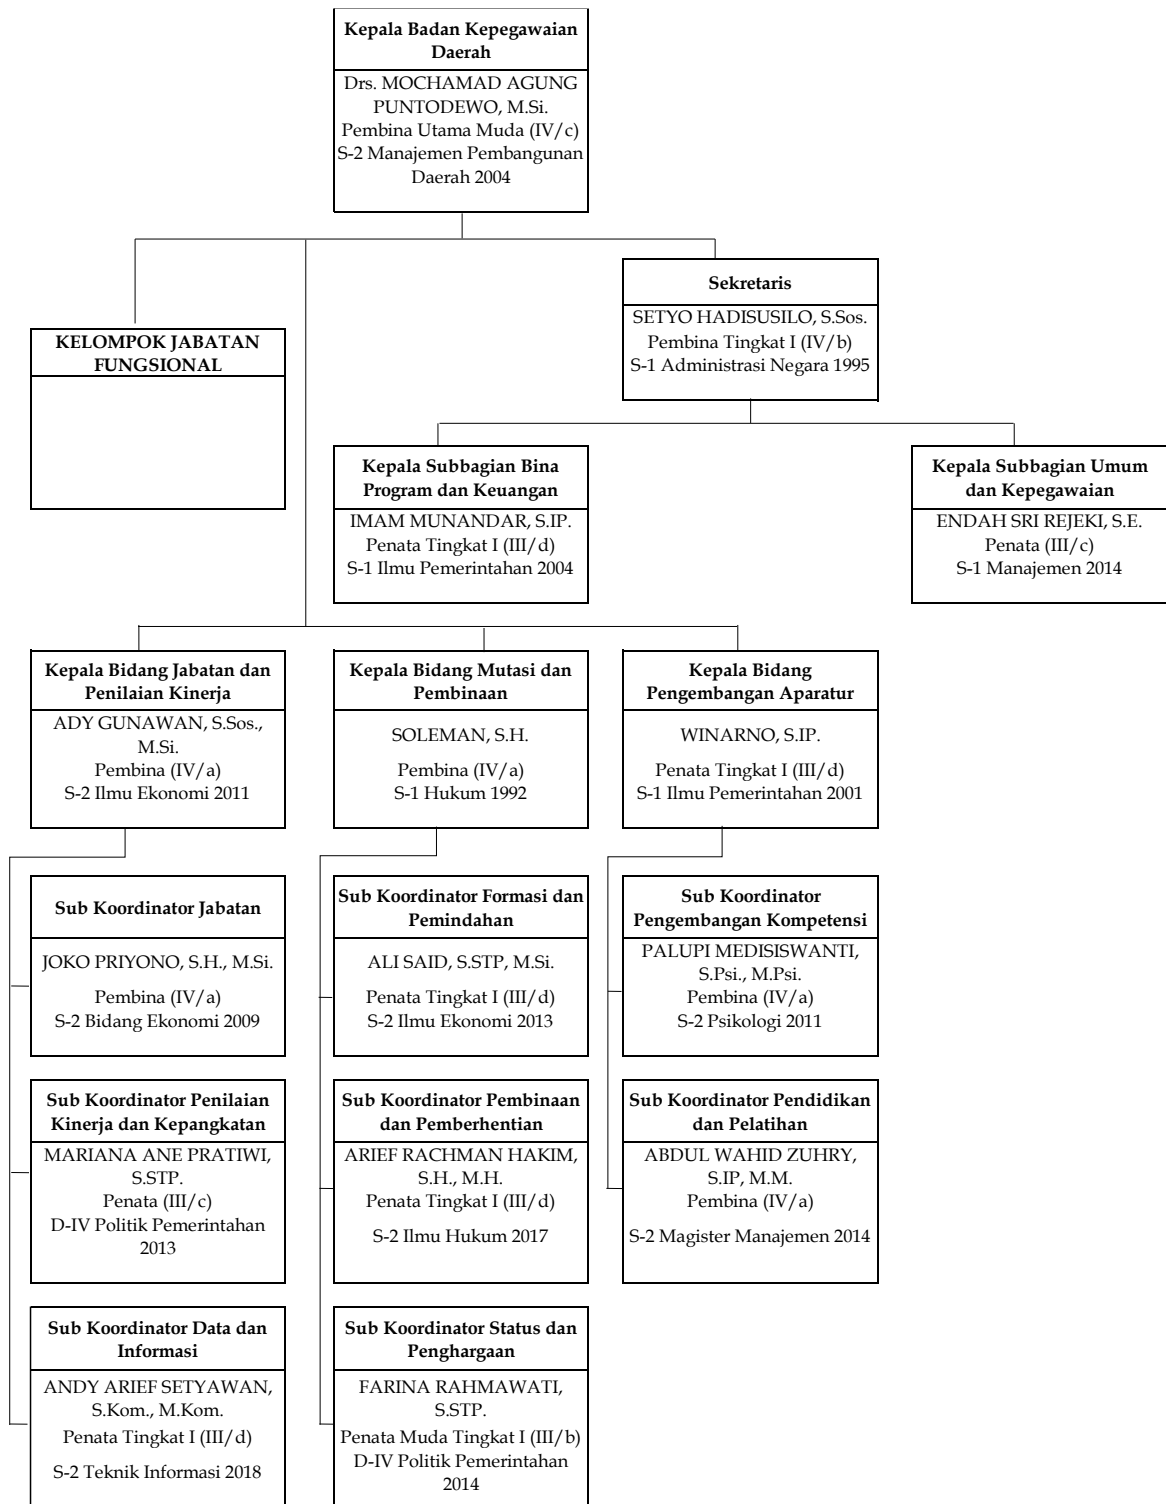 Kepala Badan Kepegawaian
Daerah
Drs. MOCHAMAD AGUNG
PUNTODEWO, M.Si.
Pembina Utama Muda (IV/c)
S-2 Manajemen Pembangunan
Daerah 2004
Sekretaris
SETYO HADISUSILO, S.Sos.
Pembina Tingkat I (IV/b)
S-1 Administrasi Negara 1995
KELOMPOK JABATAN
FUNGSIONAL
Kepala Subbagian Bina
Program dan Keuangan
IMAM MUNANDAR, S.IP.
Penata Tingkat I (III/d)
S-1 Ilmu Pemerintahan 2004
Kepala Subbagian Umum
dan Kepegawaian
ENDAH SRI REJEKI, S.E.
Penata (III/c)
S-1 Manajemen 2014
Kepala Bidang Jabatan dan
Penilaian Kinerja
ADY GUNAWAN, S.Sos.,
M.Si.
Pembina (IV/a)
S-2 Ilmu Ekonomi 2011
Kepala Bidang Mutasi dan
Pembinaan
SOLEMAN, S.H.
Pembina (IV/a)
S-1 Hukum 1992
Kepala Bidang
Pengembangan Aparatur
WINARNO, S.IP.
Penata Tingkat I (III/d)
S-1 Ilmu Pemerintahan 2001
Sub Koordinator Jabatan
JOKO PRIYONO, S.H., M.Si.
Pembina (IV/a)
S-2 Bidang Ekonomi 2009
Sub Koordinator Formasi dan
Pemindahan
ALI SAID, S.STP, M.Si.
Penata Tingkat I (III/d)
S-2 Ilmu Ekonomi 2013
Sub Koordinator
Pengembangan Kompetensi
PALUPI MEDISISWANTI,
S.Psi., M.Psi.
Pembina (IV/a)
S-2 Psikologi 2011
Sub Koordinator Penilaian
Kinerja dan Kepangkatan
MARIANA ANE PRATIWI,
S.STP.
Penata (III/c)
D-IV Politik Pemerintahan
2013
Sub Koordinator Pembinaan
dan Pemberhentian
ARIEF RACHMAN HAKIM,
S.H., M.H.
Penata Tingkat I (III/d)
S-2 Ilmu Hukum 2017
Sub Koordinator Pendidikan
dan Pelatihan
ABDUL WAHID ZUHRY,
S.IP, M.M.
Pembina (IV/a)
S-2 Magister Manajemen 2014
Sub Koordinator Data dan
Informasi
ANDY ARIEF SETYAWAN,
S.Kom., M.Kom.
Penata Tingkat I (III/d)
S-2 Teknik Informasi 2018
Sub Koordinator Status dan
Penghargaan
FARINA RAHMAWATI,
S.STP.
Penata Muda Tingkat I (III/b)
D-IV Politik Pemerintahan
2014